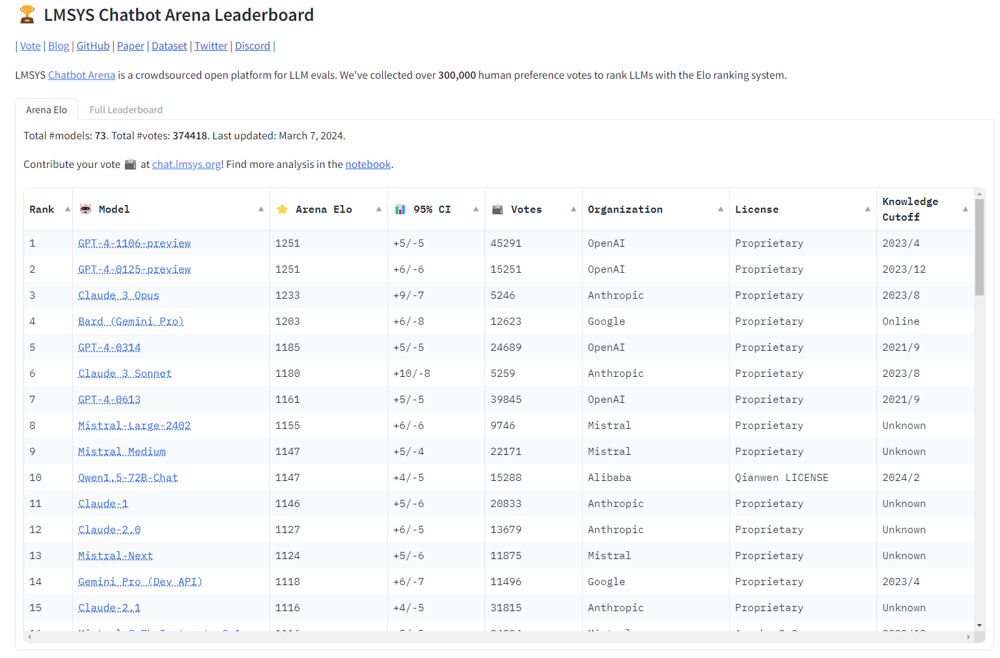 🏆 LMSYS Chatbot Arena Leaderboard
| Vote | Blog | GitHub | Paper | Dataset | Twitter | Discord |
LMSYS Chatbot Arena is a crowdsourced open platform for LLM evals. We've collected over 300,000 human preference votes to rank LLMs with the Elo ranking system.
Arena Elo Full Leaderboard
Total #models: 73. Total #votes: 374418. Last updated: March 7, 2024.
Contribute your vote 🗳️ at chat.lmsys.org! Find more analysis in the notebook.
Rank 🤖 Model ⭐ Arena Elo 📊 95% CI 🗳️ Votes Organization License Knowledge Cutoff
1 GPT-4-1106-preview 1251 +5/-5 45291 OpenAI Proprietary 2023/4
2 GPT-4-0125-preview 1251 +6/-6 15251 OpenAI Proprietary 2023/12
3 Claude 3 Opus 1233 +9/-7 5246 Anthropic Proprietary 2023/8
4 Bard (Gemini Pro) 1203 +6/-8 12623 Google Proprietary Online
5 GPT-4-0314 1185 +5/-5 24689 OpenAI Proprietary 2021/9
6 Claude 3 Sonnet 1180 +10/-8 5259 Anthropic Proprietary 2023/8
7 GPT-4-0613 1161 +5/-5 39845 OpenAI Proprietary 2021/9
8 Mistral-Large-2402 1155 +6/-6 9746 Mistral Proprietary Unknown
9 Mistral Medium 1147 +5/-4 22171 Mistral Proprietary Unknown
10 Qwen1.5-72B-Chat 1147 +4/-5 15288 Alibaba Qianwen LICENSE 2024/2
11 Claude-1 1146 +5/-6 20833 Anthropic Proprietary Unknown
12 Claude-2.0 1127 +6/-5 13679 Anthropic Proprietary Unknown
13 Mistral-Next 1124 +5/-6 11875 Mistral Proprietary Unknown
14 Gemini Pro (Dev API) 1118 +6/-7 11496 Google Proprietary 2023/4
15 Claude-2.1 1116 +4/-5 31815 Anthropic Proprietary Unknown